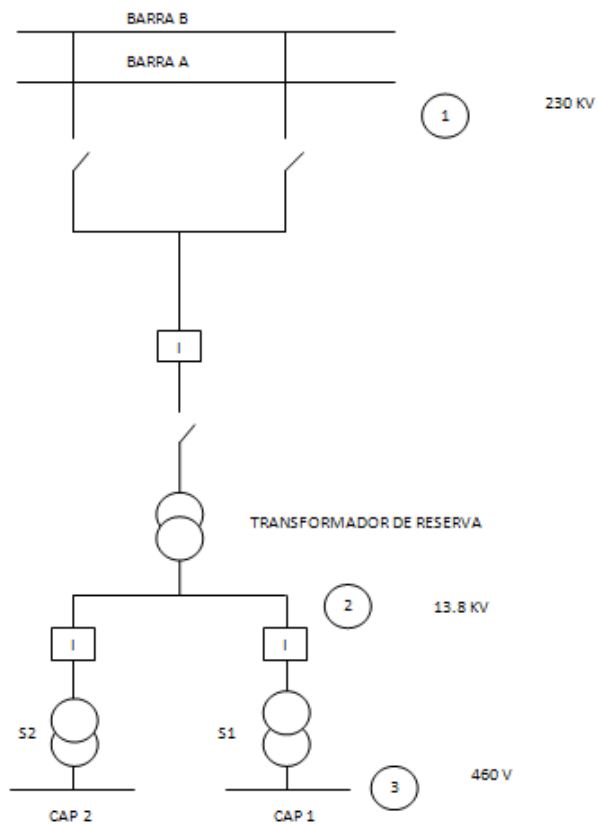 BARRA B
BARRA A
1
230 KV
I
TRANSFORMADOR DE RESERVA
2
13.8 KV
I
I
S2
S1
3
460 V
CAP 2
CAP 1